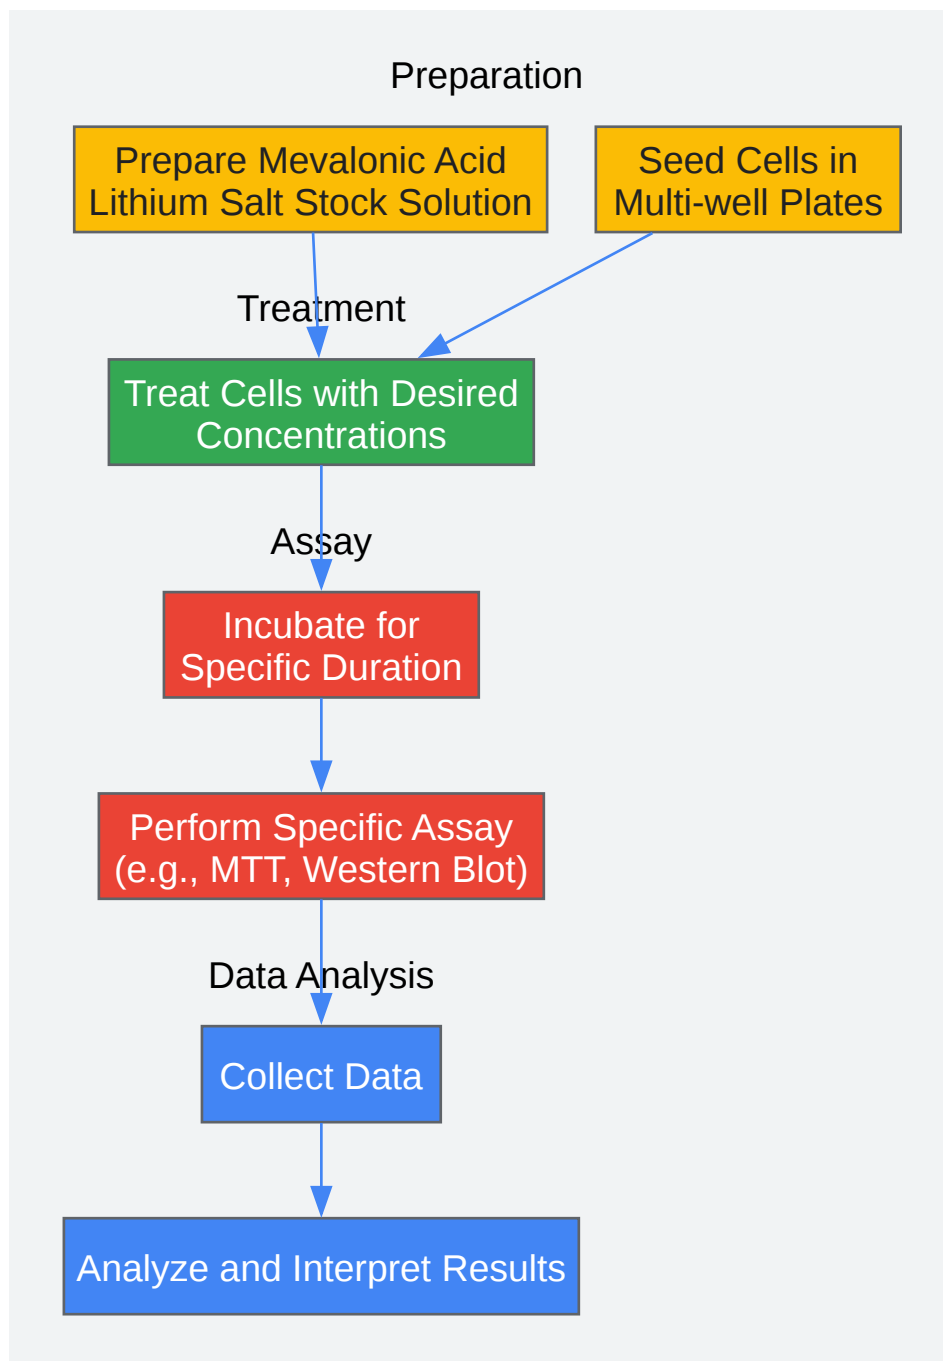 Preparation
Prepare Mevalonic Acid
Lithium Salt Stock Solution
Seed Cells in
Multi-well Plates
Treatment
Treat Cells with Desired
Concentrations
Assay
Incubate for
Specific Duration
Perform Specific Assay
(e.g., MTT, Western Blot)
Data Analysis
Collect Data
Analyze and Interpret Results